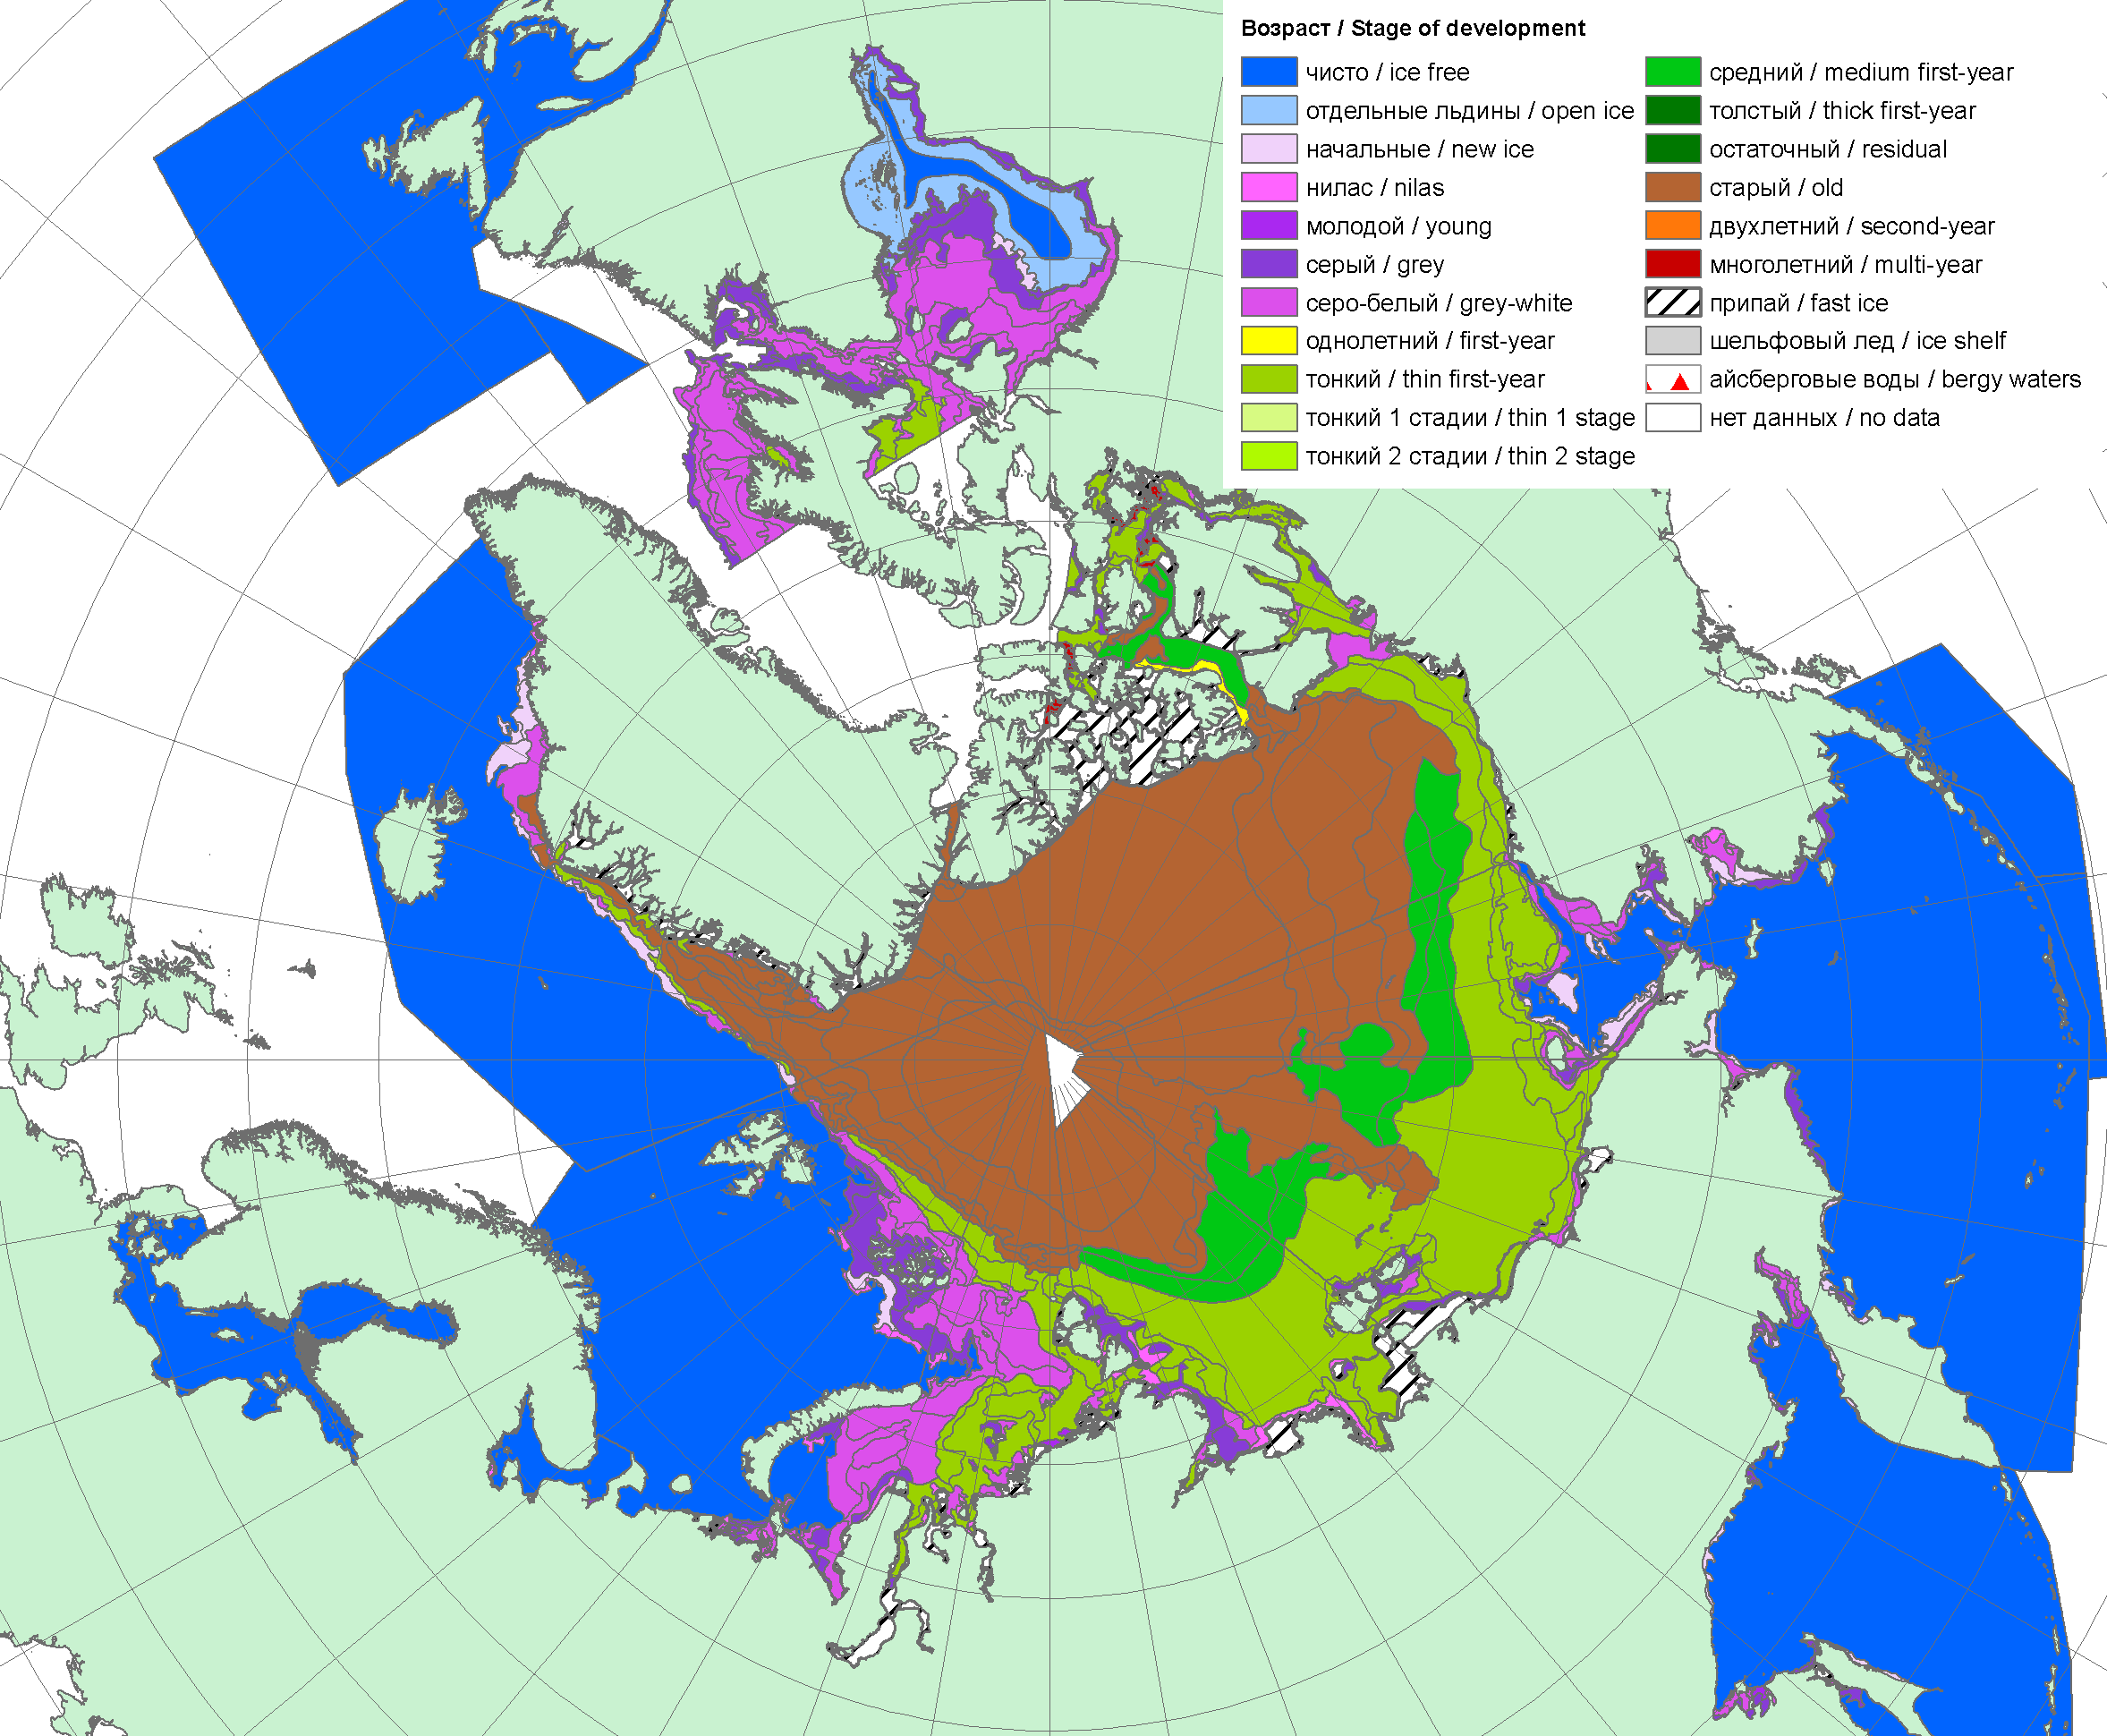 Возраст / Stage of development
чисто / ice free
отдельные льдины / open ice
начальные / new ice
нилас / nilas
молодой / young
серый / grey
серо-белый / grey-white
однолетний / first-year
тонкий / thin first-year
тонкий 1 стадии / thin 1 stage
тонкий 2 стадии / thin 2 stage
средний / medium first-year
толстый / thick first-year
остаточный / residual
старый / old
двухлетний / second-year
многолетний / multi-year
припай / fast ice
шельфовый лед / ice shelf
айсберговые воды / bergy waters
нет данных / no data